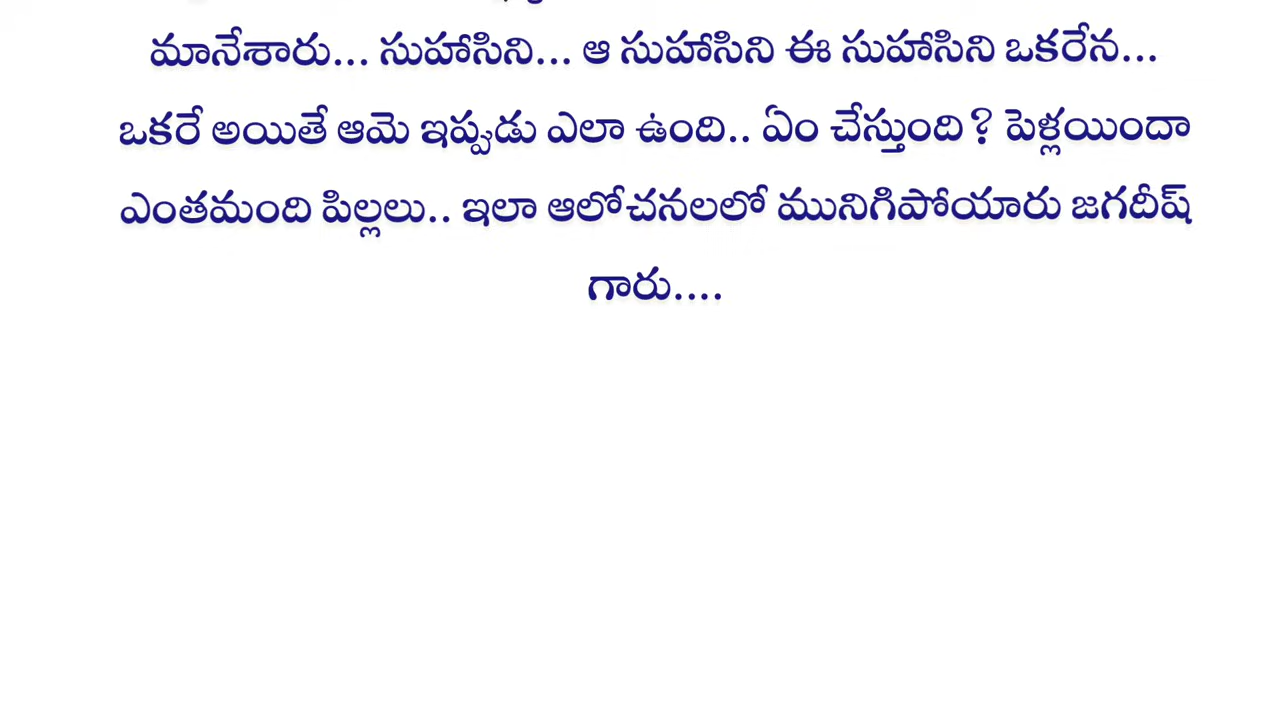 మానేశారు... సుహాసిని... ఆ సుహాసిని ఈ సుహాసిని ఒకరేన...
ఒకరే అయితే ఆమె ఇప్పుడు ఎలా ఉంది.. ఏం చేస్తుంది? పెళ్లయిందా
ఎంతమంది పిల్లలు.. ఇలా ఆలోచనలలో మునిగిపోయారు జగదీష్
గారు....